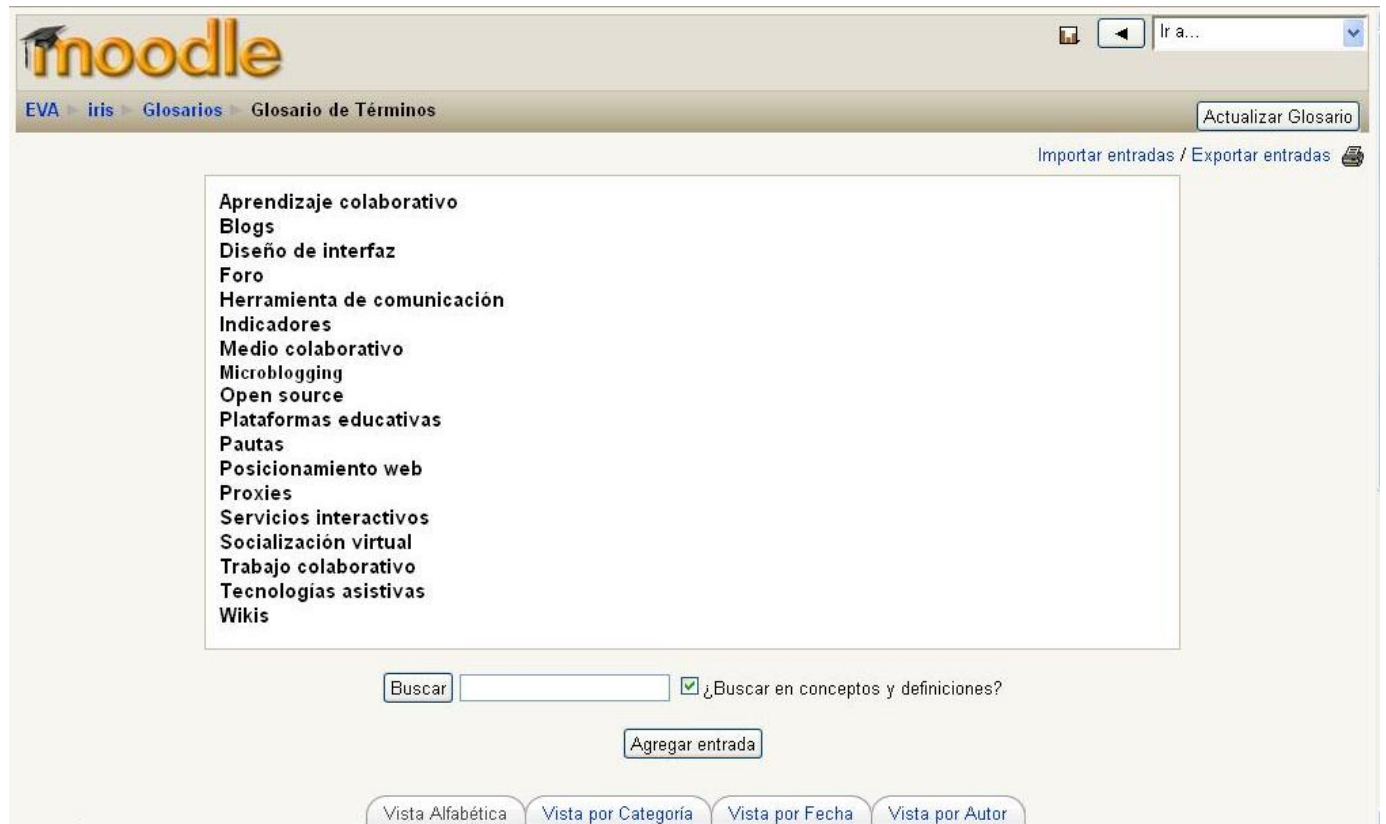 moodle
Ir a...
EVA iris Glosarios Glosario de Términos
Actualizar Glosario
Importar entradas / Exportar entradas
Aprendizaje colaborativo
Blogs
Diseño de interfaz
Foro
Herramienta de comunicación
Indicadores
Medio colaborativo
Microblogging
Open source
Plataformas educativas
Pautas
Posicionamiento web
Proxies
Servicios interactivos
Socialización virtual
Trabajo colaborativo
Tecnologías asistivas
Wikis
Buscar ¿Buscar en conceptos y definiciones?
Agregar entrada
Vista Alfabética Vista por Categoría Vista por Fecha Vista por Autor